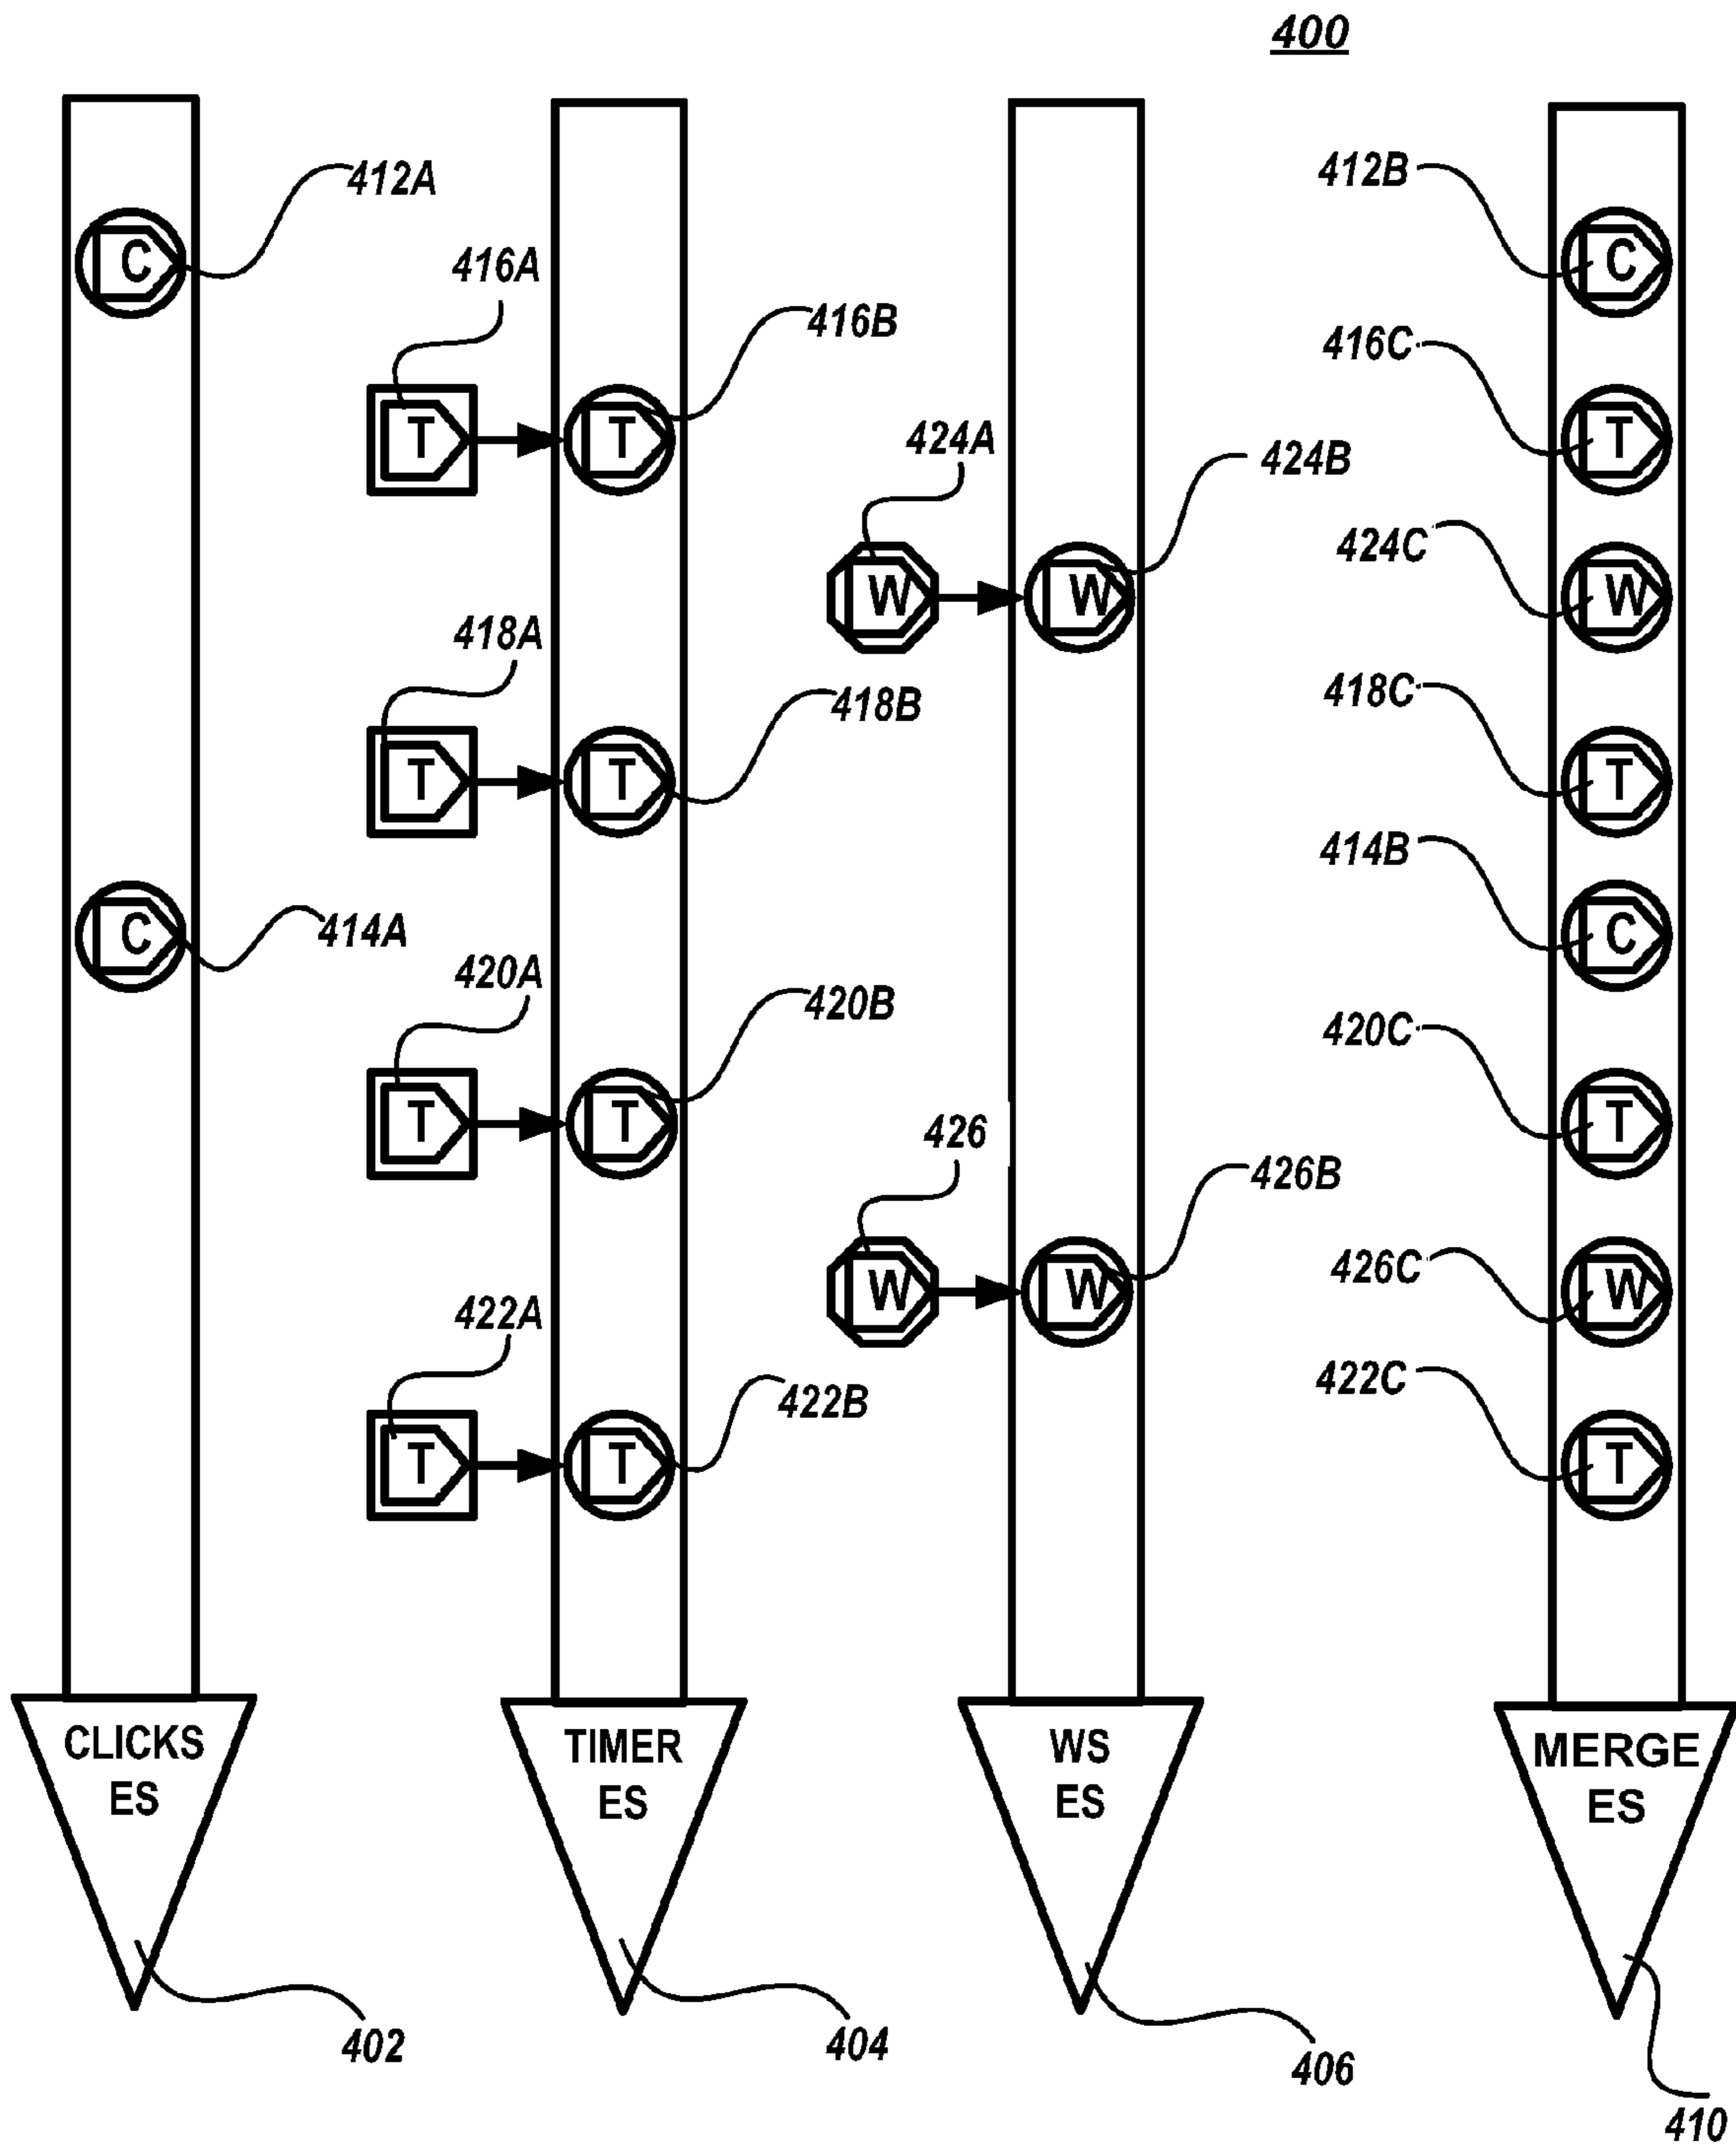 400
412A
412B
C
C
416A
416B
416C
T
T
T
424A
424B
424C
W
W
W
418A
418B
418C
T
T
T
414A
414B
C
C
420A
420B
420C
T
T
T
426
426B
426C
W
W
W
422A
422B
422C
T
T
T
CLICKS
ES
TIMER
ES
WS
ES
MERGE
ES
402
404
406
410